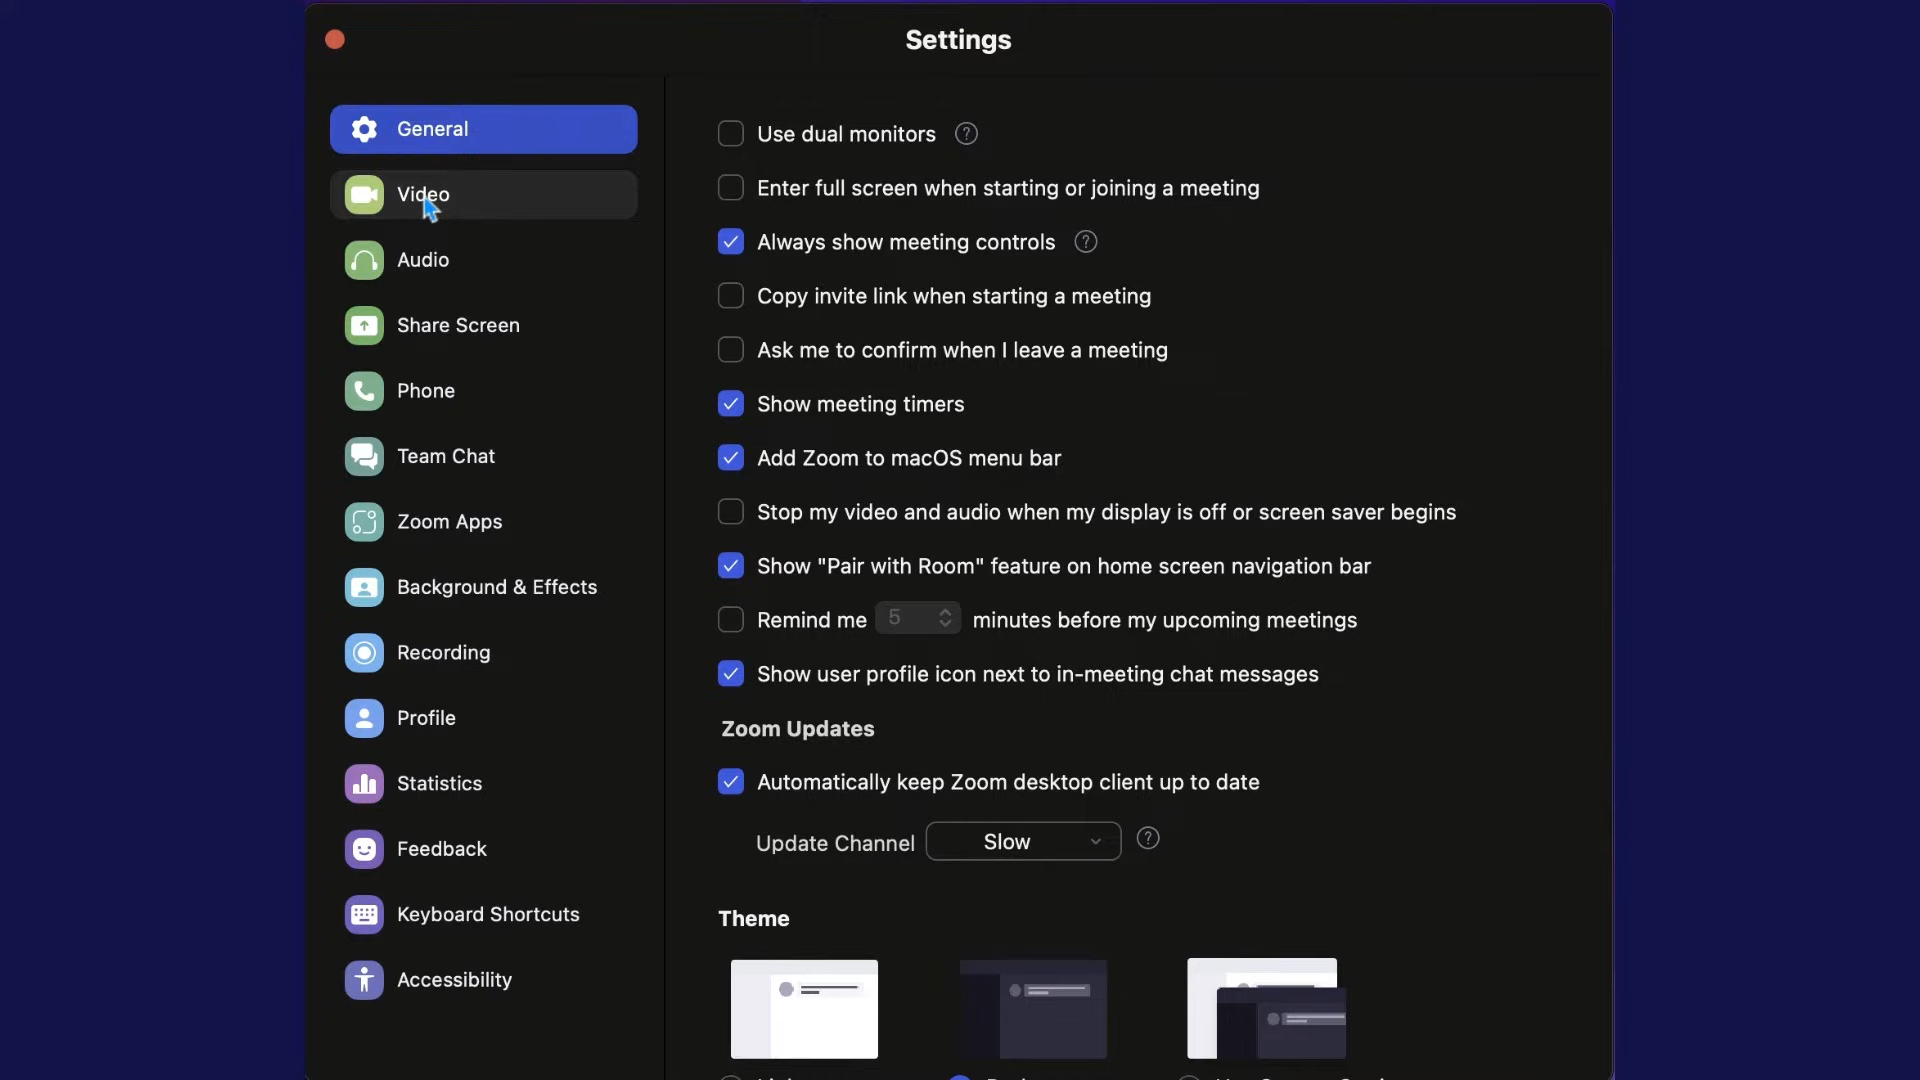 Settings
General
Video
Audio
Share Screen
Phone
Team Chat
Zoom Apps
Background & Effects
Recording
Profile
Statistics
Feedback
Keyboard Shortcuts
Accessibility
Use dual monitors ?
Enter full screen when starting or joining a meeting
Always show meeting controls ?
Copy invite link when starting a meeting
Ask me to confirm when I leave a meeting
Show meeting timers
Add Zoom to macOS menu bar
Stop my video and audio when my display is off or screen saver begins
Show "Pair with Room" feature on home screen navigation bar
Remind me 5 minutes before my upcoming meetings
Show user profile icon next to in-meeting chat messages
Zoom Updates
Automatically keep Zoom desktop client up to date
Update Channel Slow ?
Theme